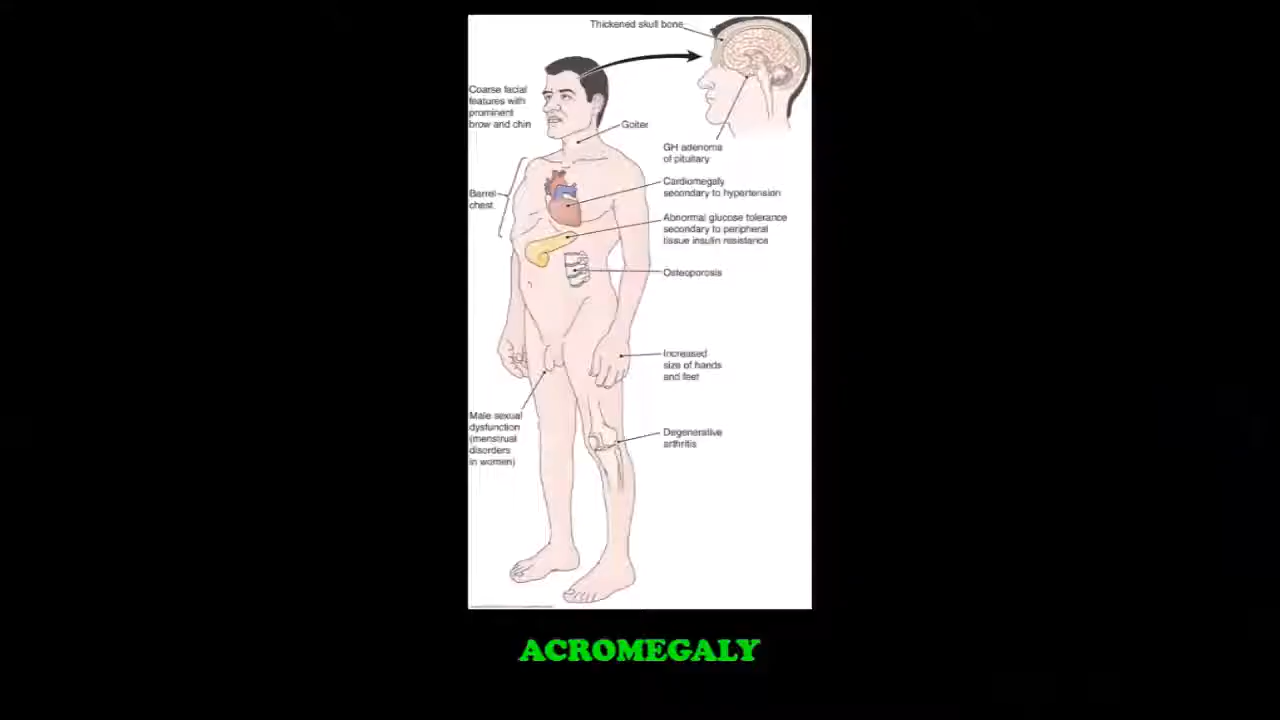 Thickened skull bone
Coarse facial
features with
prominent
brow and chin
Goiter
GH adenoma
of pituitary
Barrel
chest
Cardiomegaly
secondary to hypertension
Abnormal glucose tolerance
secondary to peripheral
tissue insulin resistance
Osteoporosis
Increased
size of hands
and feet
Male sexual
dysfunction
(menstrual
disorders
in women)
Degenerative
arthritis
ACROMEGALY